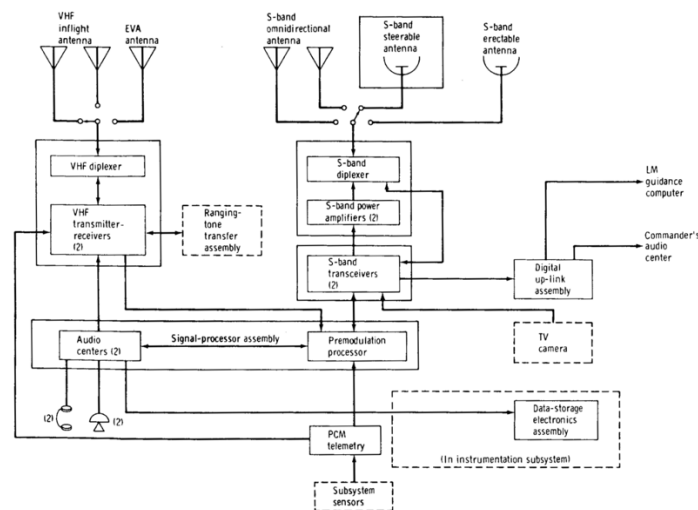 VHF
inflight
antenna
EVA
antenna
S-band
omnidirectional
antenna
S-band
steerable
antenna
S-band
erectable
antenna
VHF diplexer
S-band
diplexer
LM
guidance
computer
VHF
transmitter-
receivers
(2)
Ranging-
tone
transfer
assembly
S-band power
amplifiers (2)
Commander's
audio
center
S-band
transceivers
(2)
Digital
up-link
assembly
TV
camera
Audio
centers (2)
Signal-processor assembly
Premodulation
processor
(2)
(2)
Data-storage
electronics
assembly
PCM
telemetry
(In instrumentation subsystem)
Subsystem
sensors